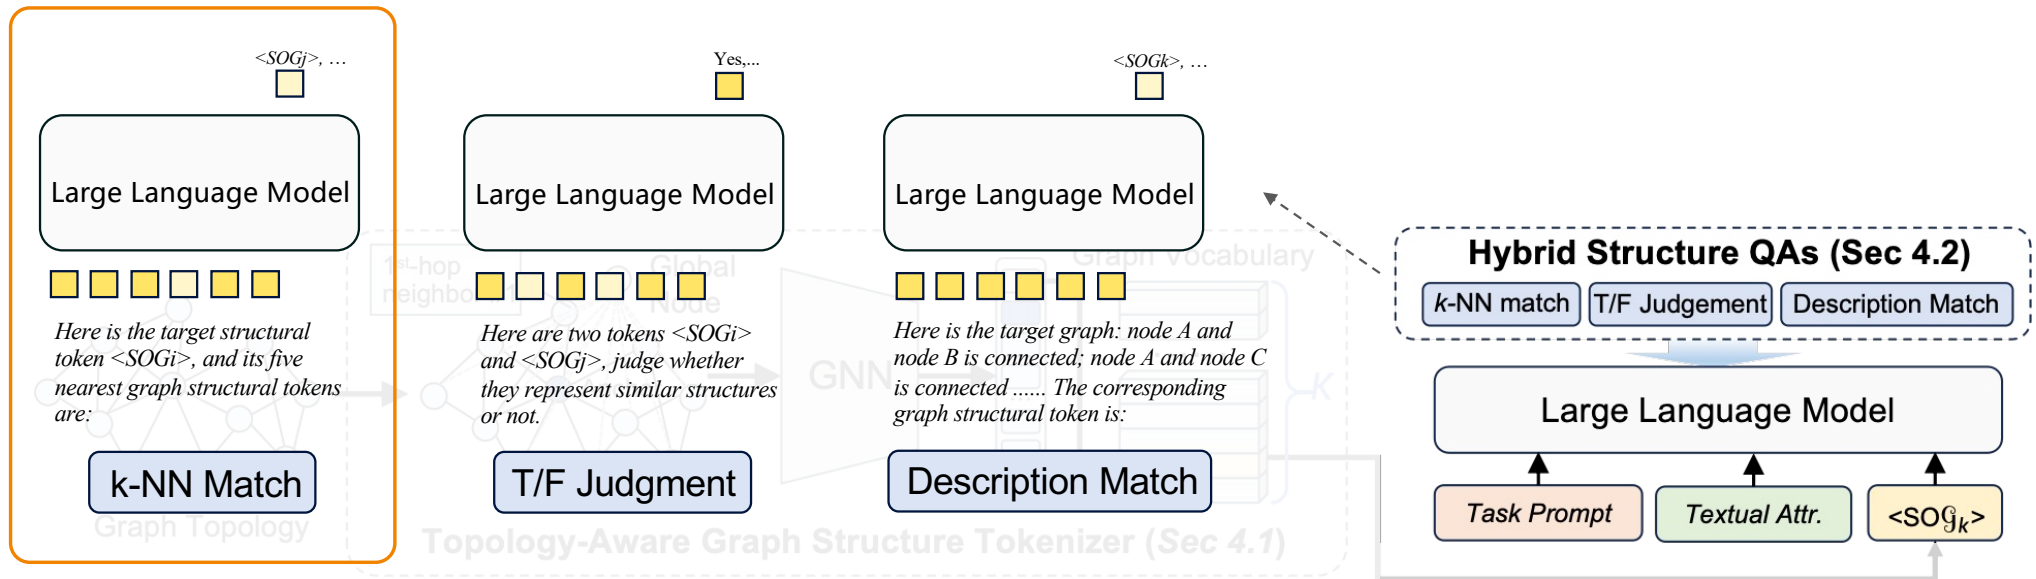 <SOGj>, ...
Large Language Model
Here is the target structural
token <SOGi>, and its five
nearest graph structural tokens
are:
k-NN Match
Graph Topology
Yes,...
Large Language Model
1st-hop
Global
Node
Here are two tokens <SOGi>
and <SOGj>, judge whether
they represent similar structures
or not.
T/F Judgment
GNN
<SOGk>, ...
Large Language Model
Graph Vocabulary
Here is the target graph: node A and
node B is connected; node A and node C
is connected ...... The corresponding
graph structural token is:
Description Match
K
Topology-Aware Graph Structure Tokenizer (Sec 4.1)
Hybrid Structure QAs (Sec 4.2)
k-NN match
T/F Judgement
Description Match
Large Language Model
Task Prompt
Textual Attr.
<SO𝒢k>